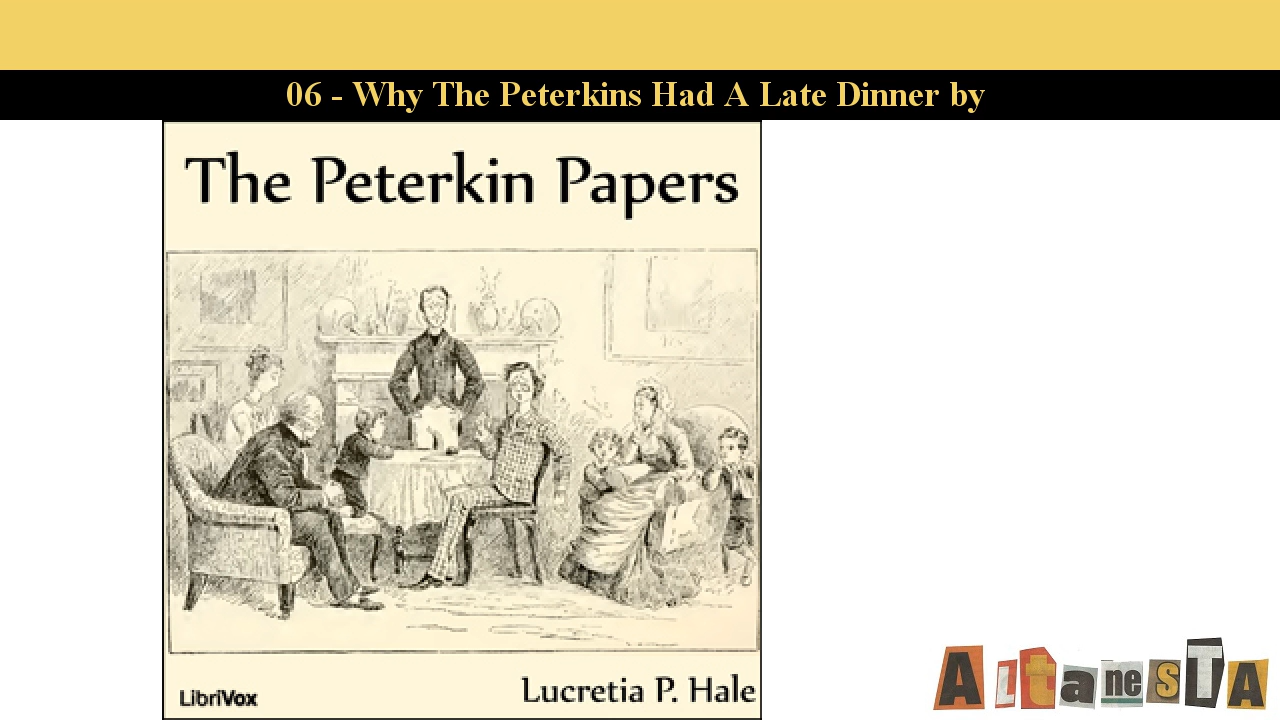 06 - Why The Peterkins Had A Late Dinner by
The Peterkin Papers
LibriVox
Lucretia P. Hale
AltanesTA